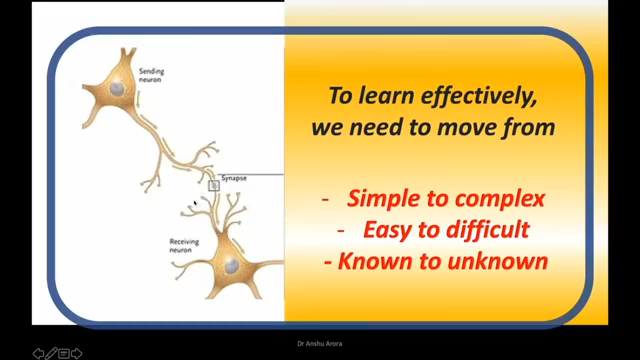 Sending
neuron
Synapse
Receiving
neuron
To learn effectively,
we need to move from
- Simple to complex
- Easy to difficult
- Known to unknown
Dr Anshu Arora